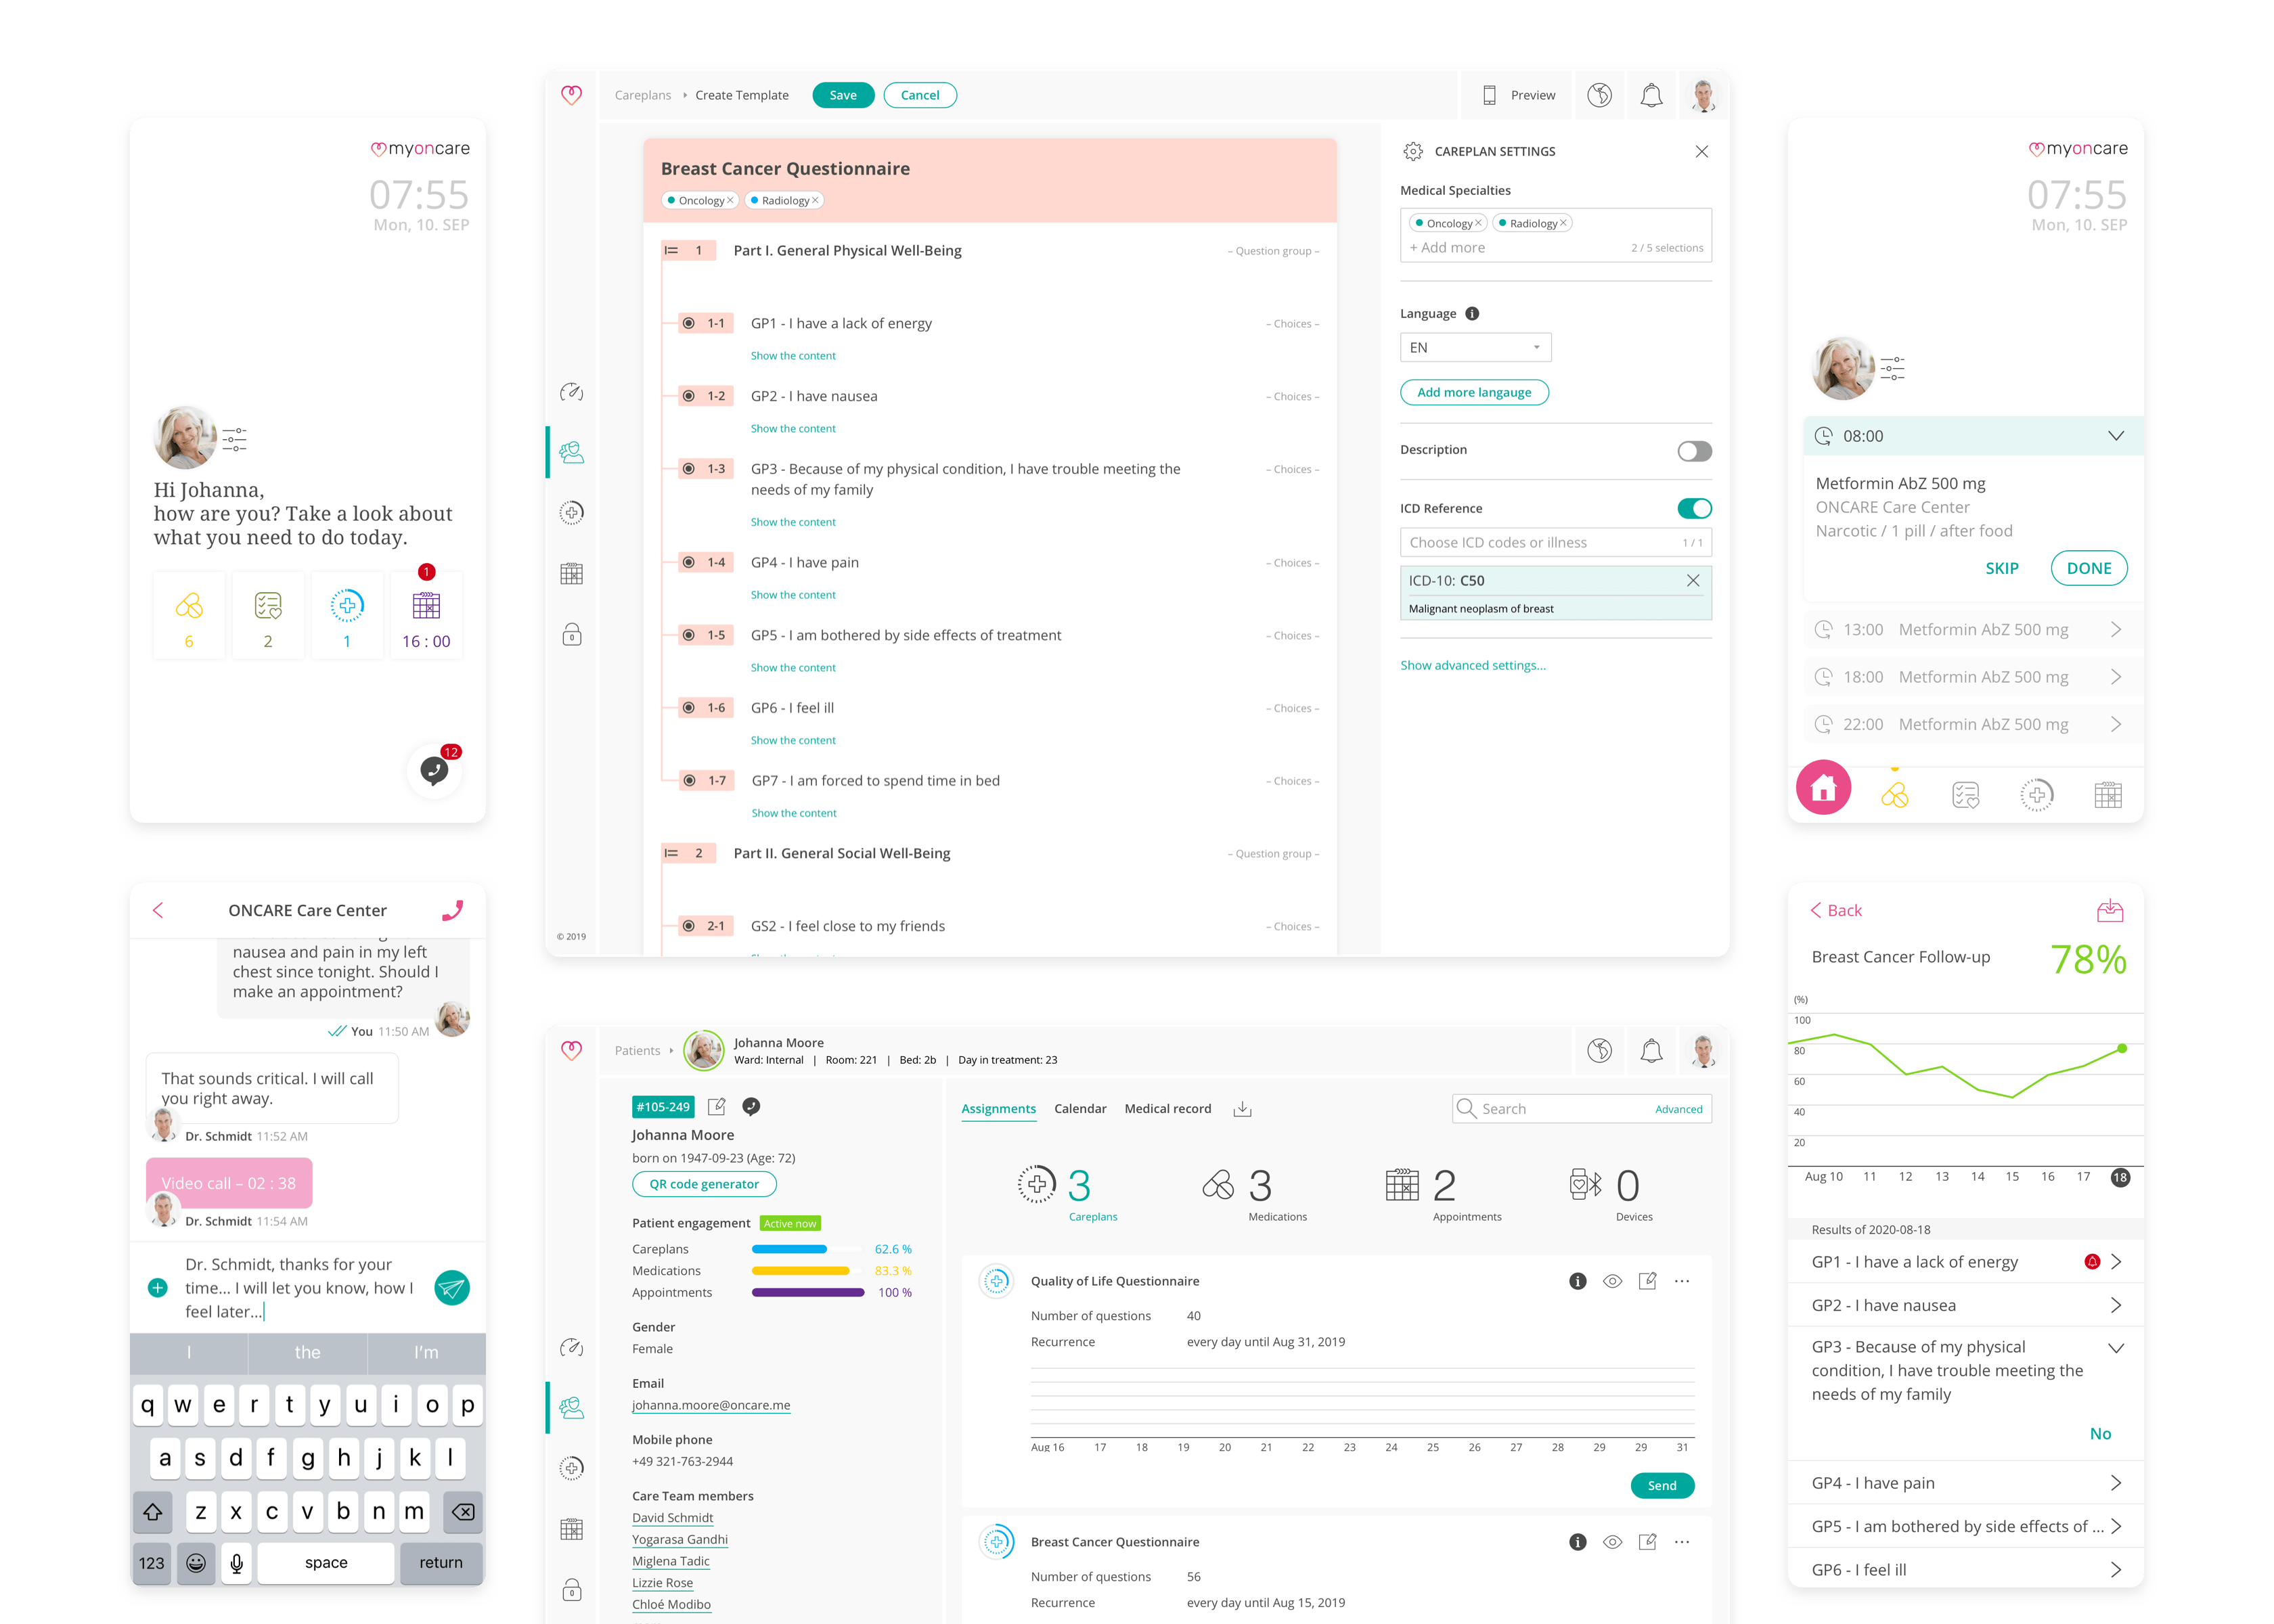 myoncare
07:55
Mon, 10. SEP
Hi Johanna,
how are you? Take a look about
what you need to do today.
1
6
2
1
16 : 00
12
Careplans
Create Template
Save
Cancel
Preview
Breast Cancer Questionnaire
Oncology
Radiology
1
Part I. General Physical Well-Being
– Question group –
1-1
GP1 - I have a lack of energy
– Choices –
Show the content
1-2
GP2 - I have nausea
– Choices –
Show the content
1-3
GP3 - Because of my physical condition, I have trouble meeting the
needs of my family
– Choices –
Show the content
1-4
GP4 - I have pain
– Choices –
Show the content
1-5
GP5 - I am bothered by side effects of treatment
– Choices –
Show the content
1-6
GP6 - I feel ill
– Choices –
Show the content
1-7
GP7 - I am forced to spend time in bed
– Choices –
Show the content
2
Part II. General Social Well-Being
– Question group –
2-1
GS2 - I feel close to my friends
– Choices –
© 2019
CAREPLAN SETTINGS
Medical Specialties
Oncology
Radiology
+ Add more
2 / 5 selections
Language
EN
Add more langauge
Description
ICD Reference
Choose ICD codes or illness
1 / 1
ICD-10: C50
Malignant neoplasm of breast
Show advanced settings...
myoncare
07:55
Mon, 10. SEP
08:00
Metformin AbZ 500 mg
ONCARE Care Center
Narcotic / 1 pill / after food
SKIP
DONE
13:00 Metformin AbZ 500 mg
18:00 Metformin AbZ 500 mg
22:00 Metformin AbZ 500 mg
ONCARE Care Center
nausea and pain in my left
chest since tonight. Should I
make an appointment?
You 11:50 AM
That sounds critical. I will call
you right away.
Dr. Schmidt 11:52 AM
Video call – 02 : 38
Dr. Schmidt 11:54 AM
Dr. Schmidt, thanks for your
time... I will let you know, how I
feel later...
I
the
I'm
q w e r t y u i o p
a s d f g h j k l
z x c v b n m
123
space
return
Patients
Johanna Moore
Ward: Internal | Room: 221 | Bed: 2b | Day in treatment: 23
#105-249
Johanna Moore
born on 1947-09-23 (Age: 72)
QR code generator
Patient engagement
Active now
Careplans 62.6 %
Medications 83.3 %
Appointments 100 %
Gender
Female
Email
johanna.moore@oncare.me
Mobile phone
+49 321-763-2944
Care Team members
David Schmidt
Yogarasa Gandhi
Miglena Tadic
Lizzie Rose
Chloé Modibo
Assignments
Calendar
Medical record
Search
Advanced
3
Careplans
3
Medications
2
Appointments
0
Devices
Quality of Life Questionnaire
Number of questions 40
Recurrence every day until Aug 31, 2019
Aug 16 17 18 19 20 21 22 23 24 25 26 27 28 29 29 31
Send
Breast Cancer Questionnaire
Number of questions 56
Recurrence every day until Aug 15, 2019
Back
Breast Cancer Follow-up
78%
(%)
100
80
60
40
20
Aug 10 11 12 13 14 15 16 17 18
Results of 2020-08-18
GP1 - I have a lack of energy
GP2 - I have nausea
GP3 - Because of my physical
condition, I have trouble meeting the
needs of my family
No
GP4 - I have pain
GP5 - I am bothered by side effects of ...
GP6 - I feel ill